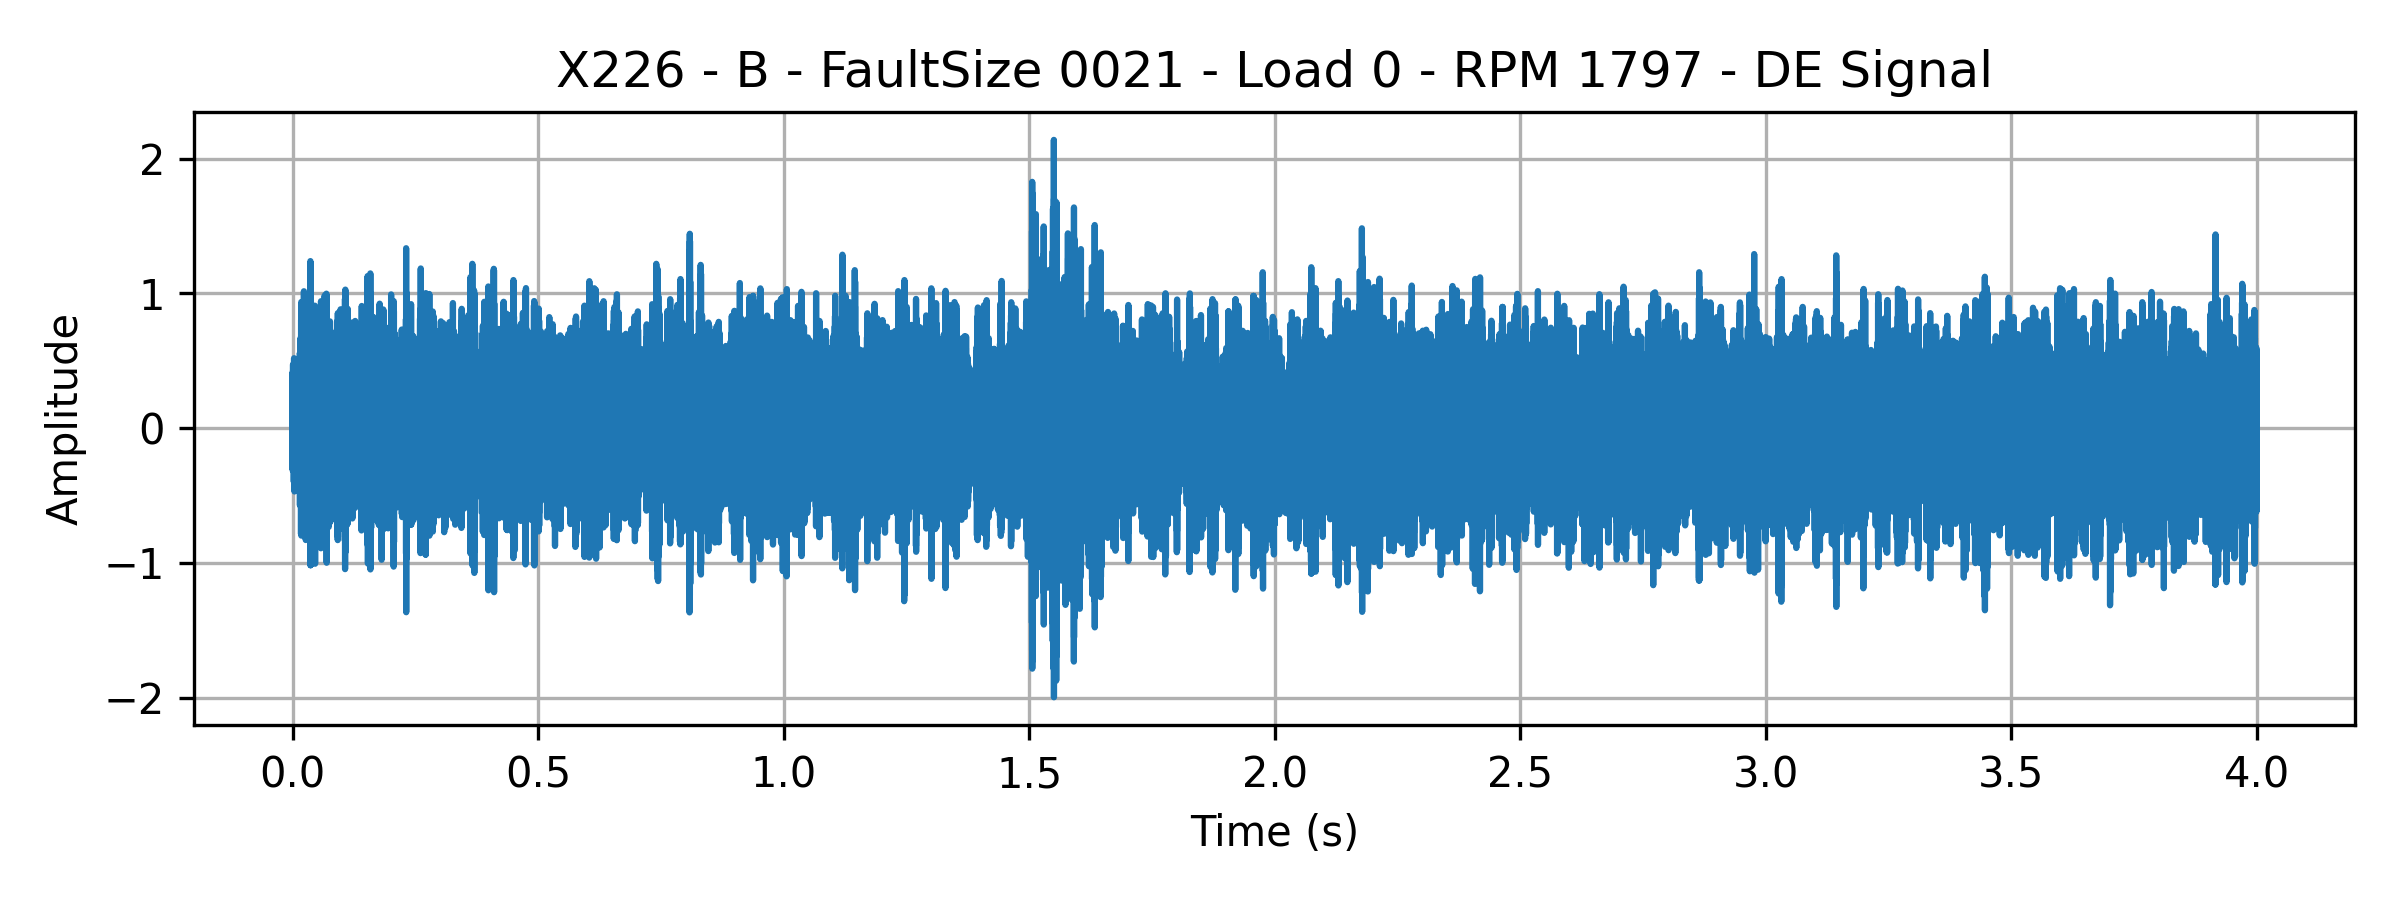 X226 - B - FaultSize 0021 - Load 0 - RPM 1797 - DE Signal
2
1
0
−1
−2
Amplitude
0.0 0.5 1.0 1.5 2.0 2.5 3.0 3.5 4.0
Time (s)